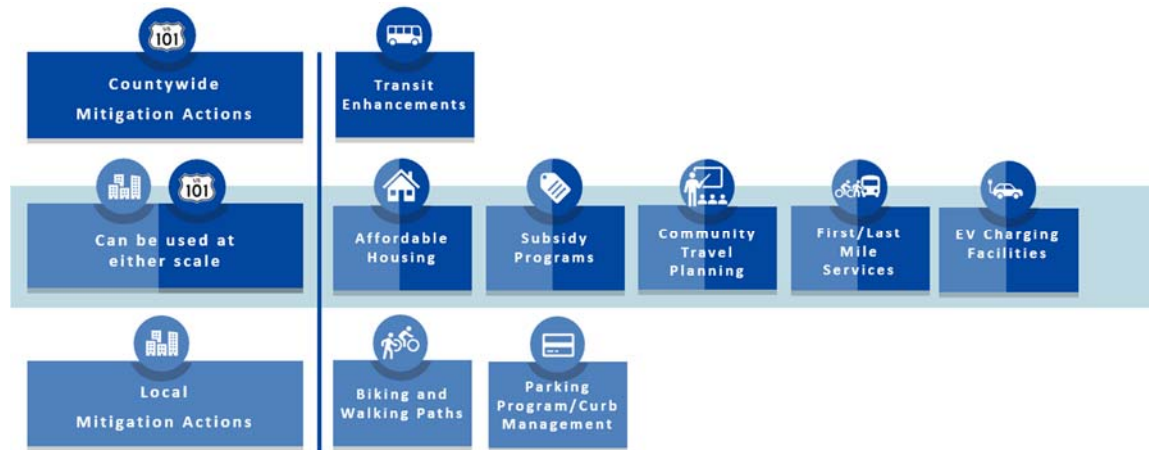 US
101
Countywide
Mitigation Actions
Transit
Enhancements
US
101
Can be used at
either scale
Affordable
Housing
Subsidy
Programs
Community
Travel
Planning
First/Last
Mile
Services
EV Charging
Facilities
Local
Mitigation Actions
Biking and
Walking Paths
Parking
Program/Curb
Management